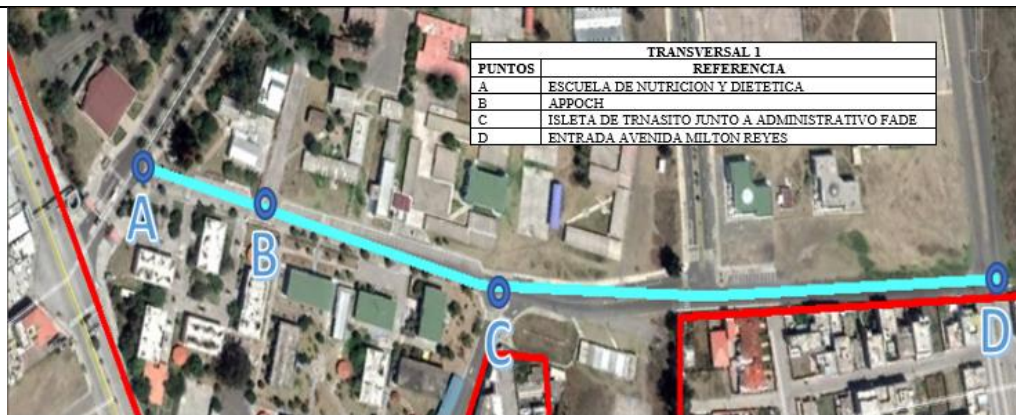 TRANSVERSAL 1
PUNTOS REFERENCIA
A ESCUELA DE NUTRICION Y DIETETICA
B APPOCH
C ISLETA DE TRNASITO JUNTO A ADMINISTRATIVO FADE
D ENTRADA AVENIDA MILTON REYES
A
B
C
D